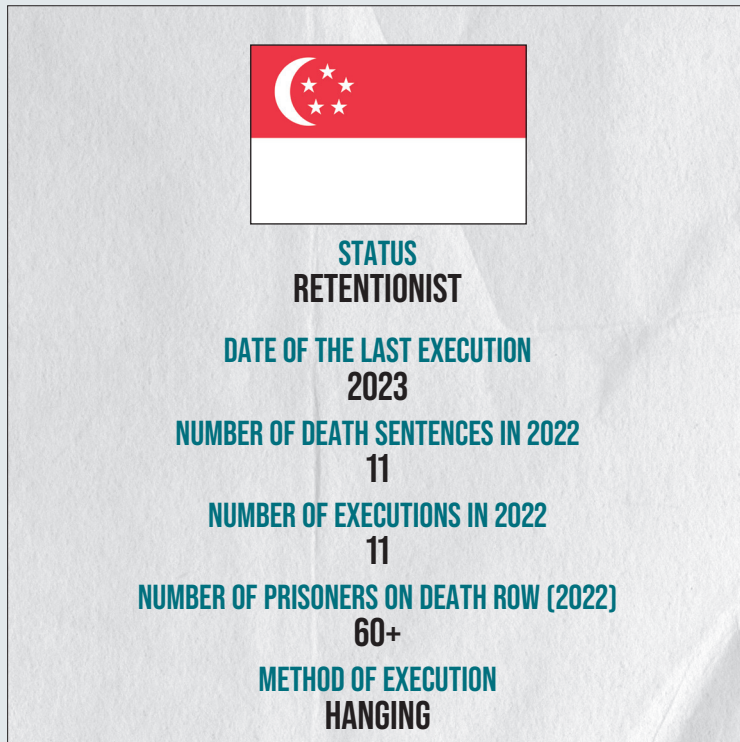 STATUS
RETENTIONIST
DATE OF THE LAST EXECUTION
2023
NUMBER OF DEATH SENTENCES IN 2022
11
NUMBER OF EXECUTIONS IN 2022
11
NUMBER OF PRISONERS ON DEATH ROW (2022)
60+
METHOD OF EXECUTION
HANGING